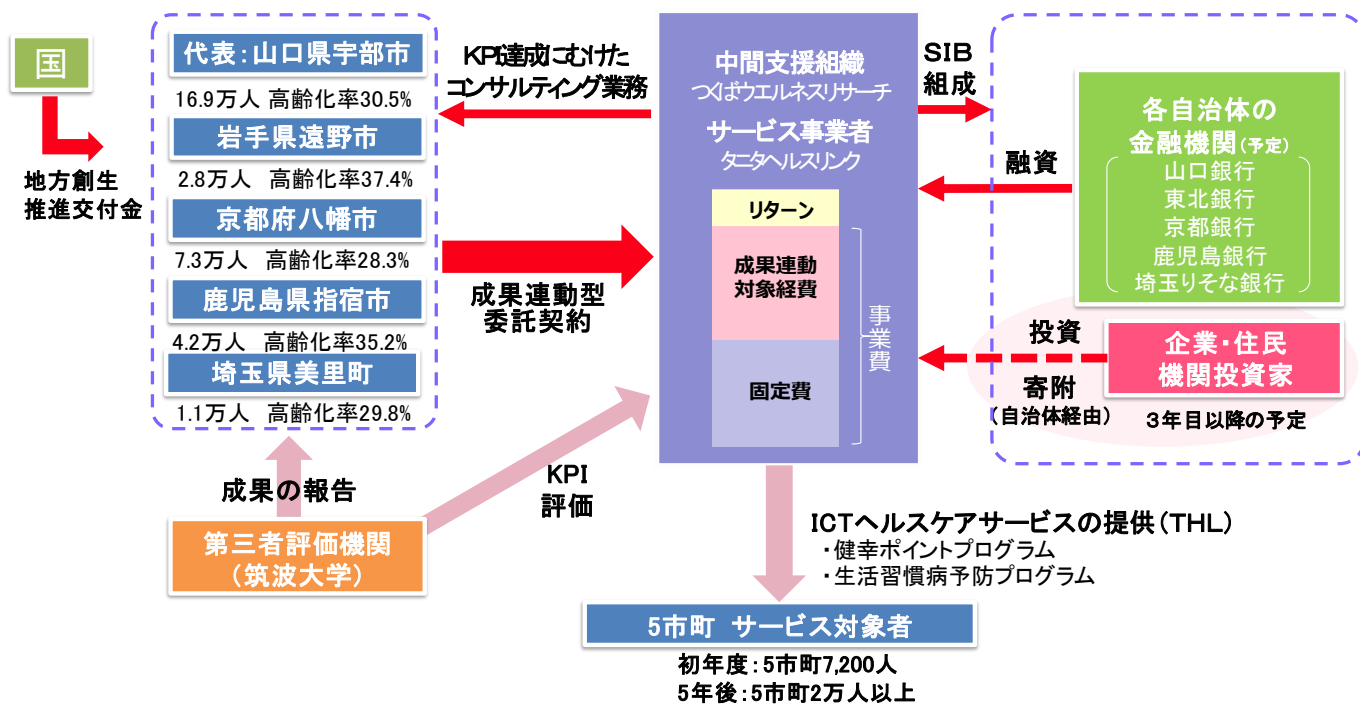 国
地方創生
推進交付金
代表：山口県宇部市
16.9万人 高齢化率30.5%
岩手県遠野市
2.8万人 高齢化率37.4%
京都府八幡市
7.3万人 高齢化率28.3%
鹿児島県指宿市
4.2万人 高齢化率35.2%
埼玉県美里町
1.1万人 高齢化率29.8%
成果の報告
第三者評価機関
（筑波大学）
KPI達成にむけた
コンサルティング業務
成果連動型
委託契約
KPI
評価
中間支援組織
つくばウエルネスリサーチ
サービス事業者
タニタヘルスリンク
リターン
成果連動
対象経費
固定費
事業費
SIB
組成
融資
投資
寄附
（自治体経由）
各自治体の
金融機関（予定）
山口銀行
東北銀行
京都銀行
鹿児島銀行
埼玉りそな銀行
企業・住民
機関投資家
３年目以降の予定
ICTヘルスケアサービスの提供（THL）
・健幸ポイントプログラム
・生活習慣病予防プログラム
5市町 サービス対象者
初年度：5市町7,200人
5年後：5市町2万人以上